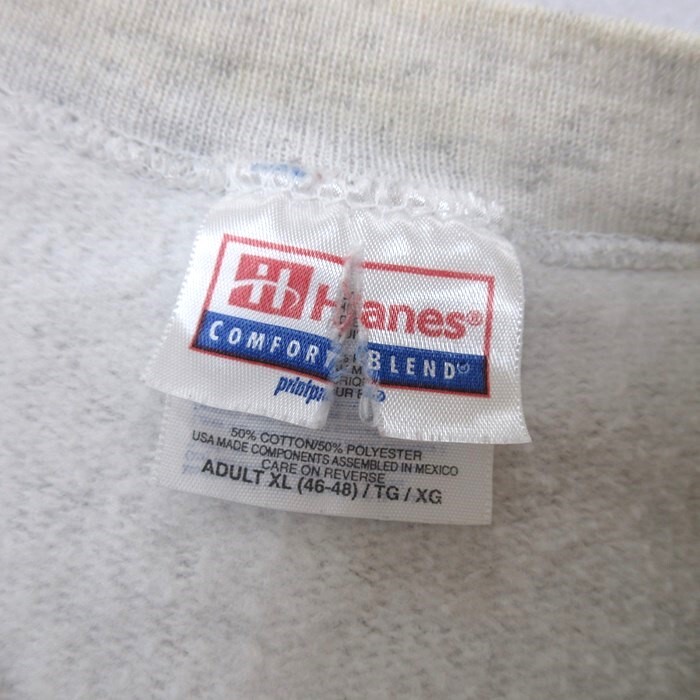 Hanes®
COMFORT BLEND
50% COTTON/50% POLYESTER
USA MADE COMPONENTS ASSEMBLED IN MEXICO
CARE ON REVERSE
ADULT XL (46-48) / TG / XG